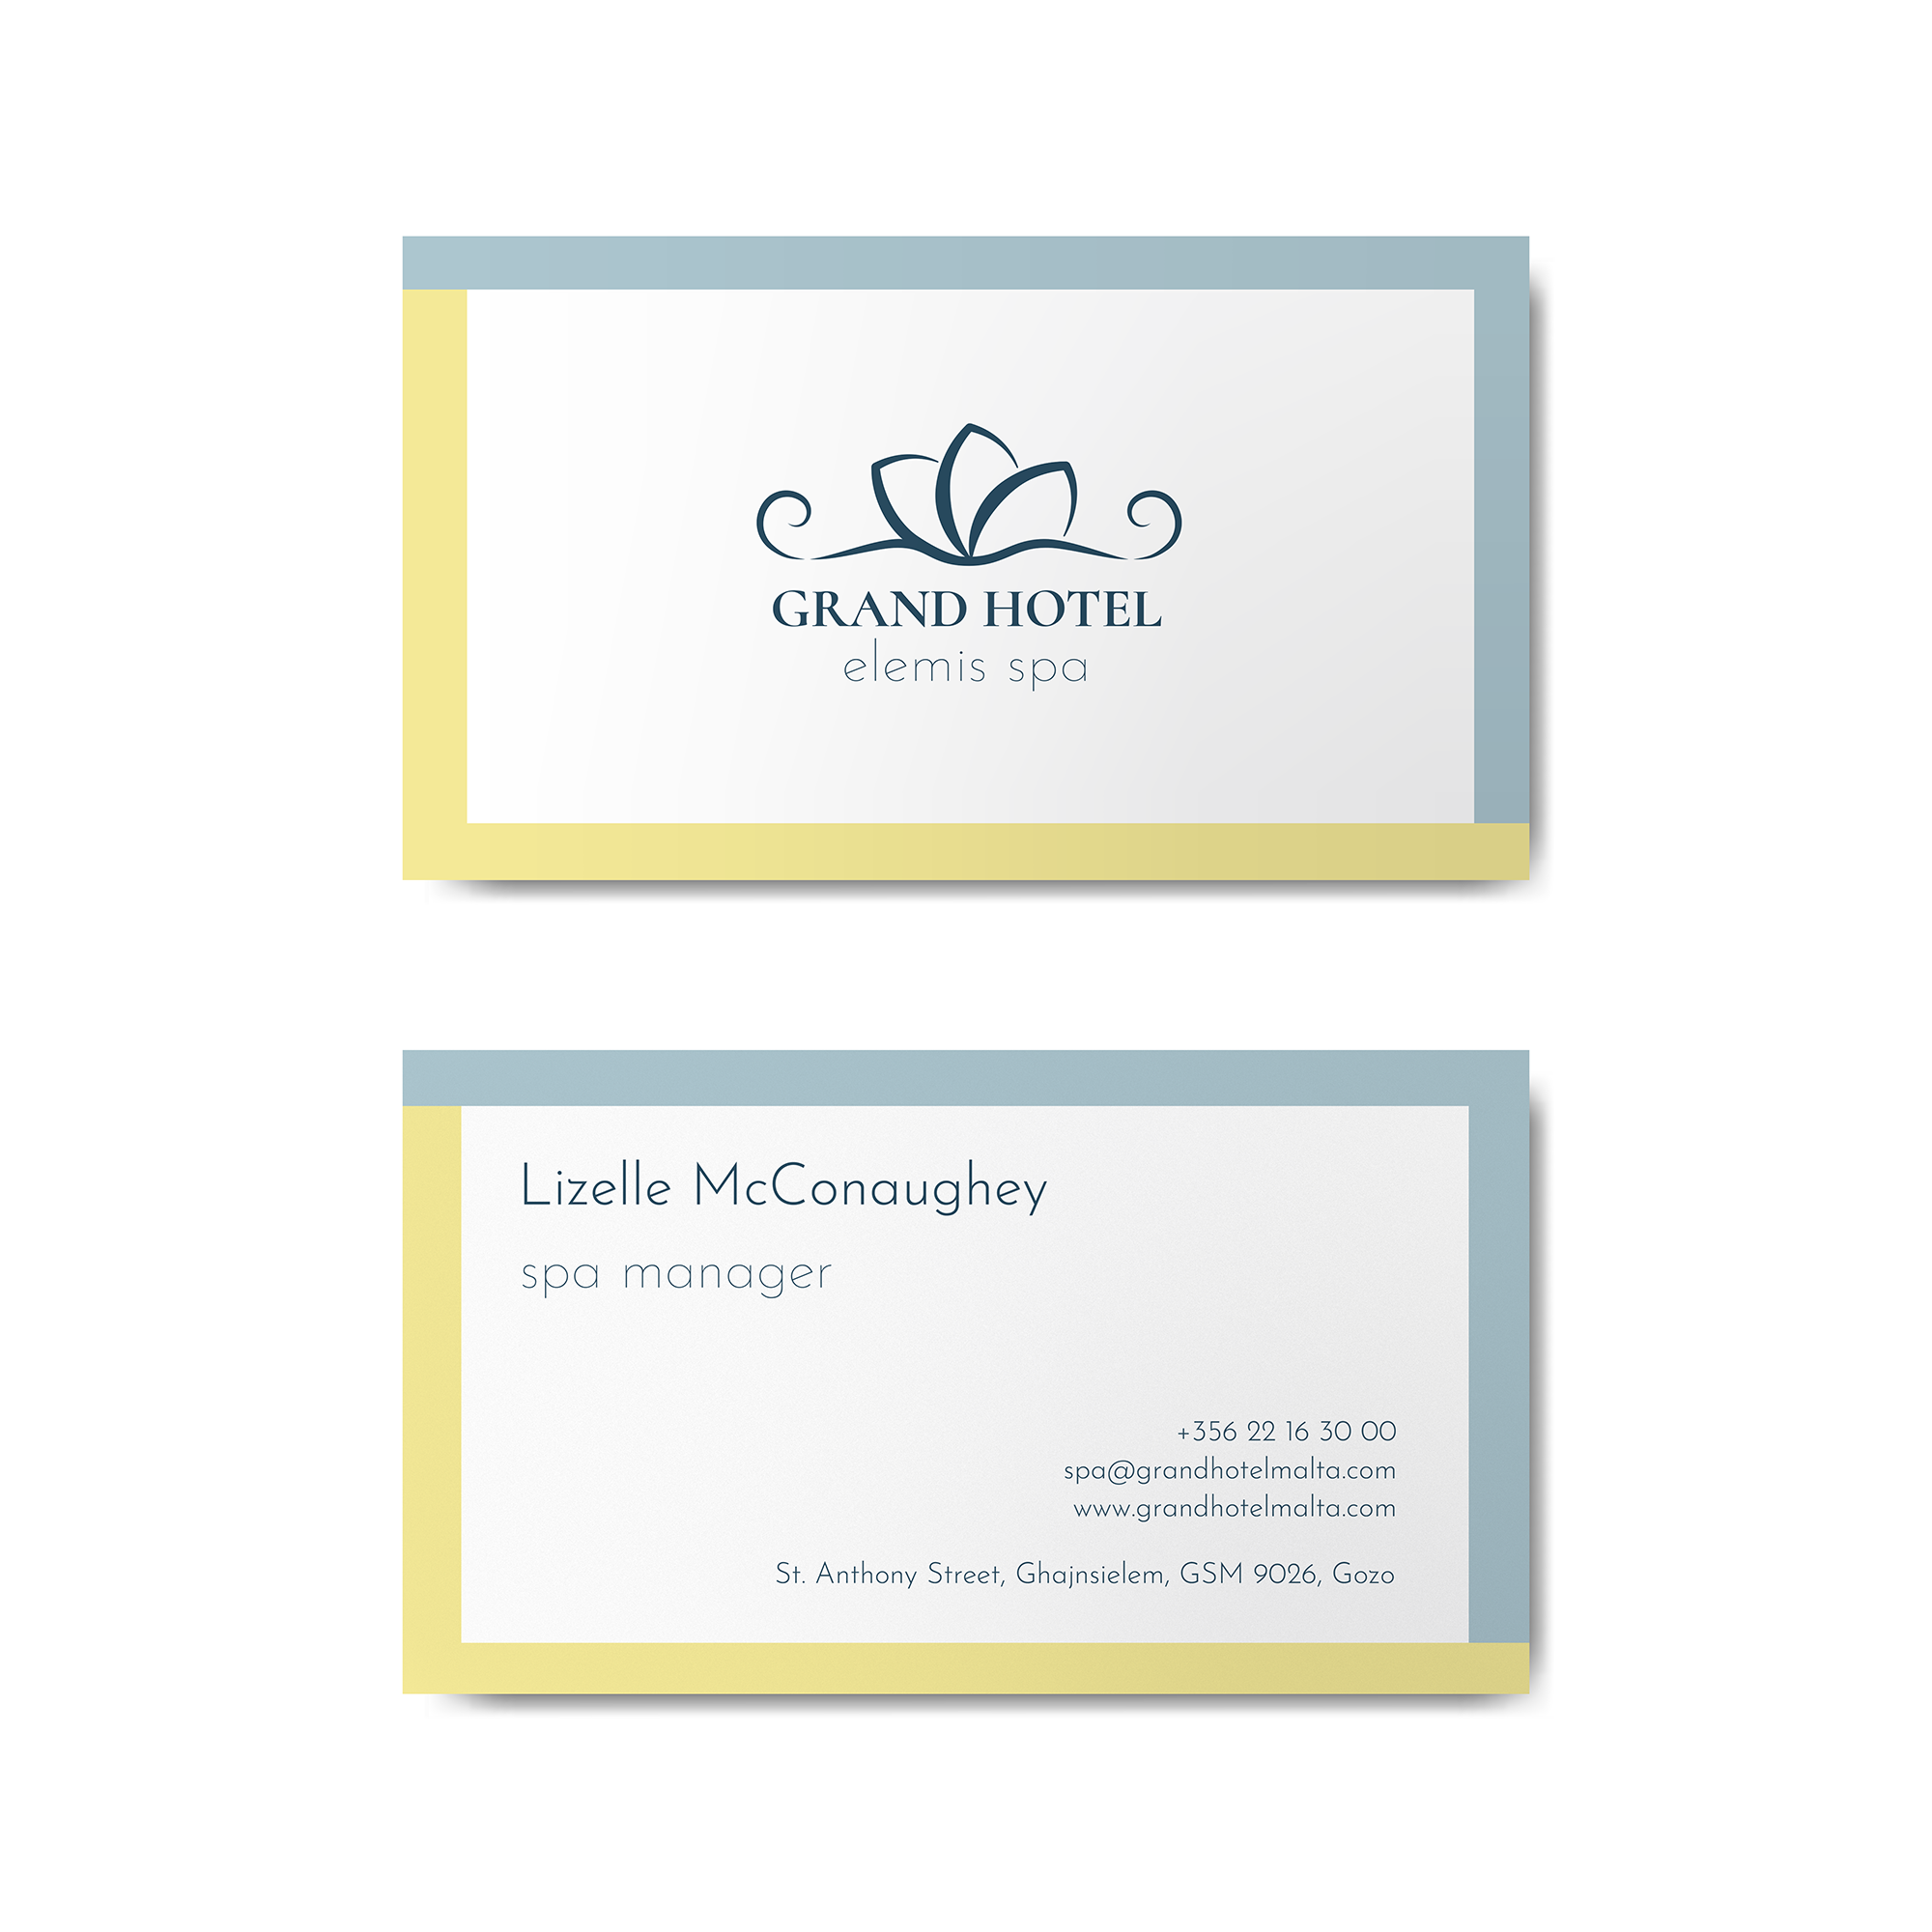 GRAND HOTEL
elemis spa
Lizelle McConaughey
spa manager
+356 22 16 30 00
spa@grandhotelmalta.com
www.grandhotelmalta.com
St. Anthony Street, Ghajnsielem, GSM 9026, Gozo